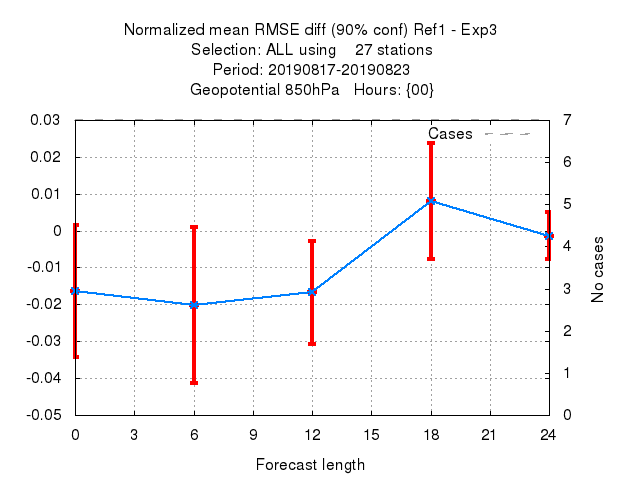 Normalized mean RMSE diff (90% conf) Ref1 - Exp3
Selection: ALL using    27 stations
Period: 20190817-20190823
Geopotential 850hPa   Hours: {00}
0.03
0.02
0.01
0
-0.01
-0.02
-0.03
-0.04
-0.05
Cases
7
6
5
4
3
2
1
0
No cases
0 3 6 9 12 15 18 21 24
Forecast length